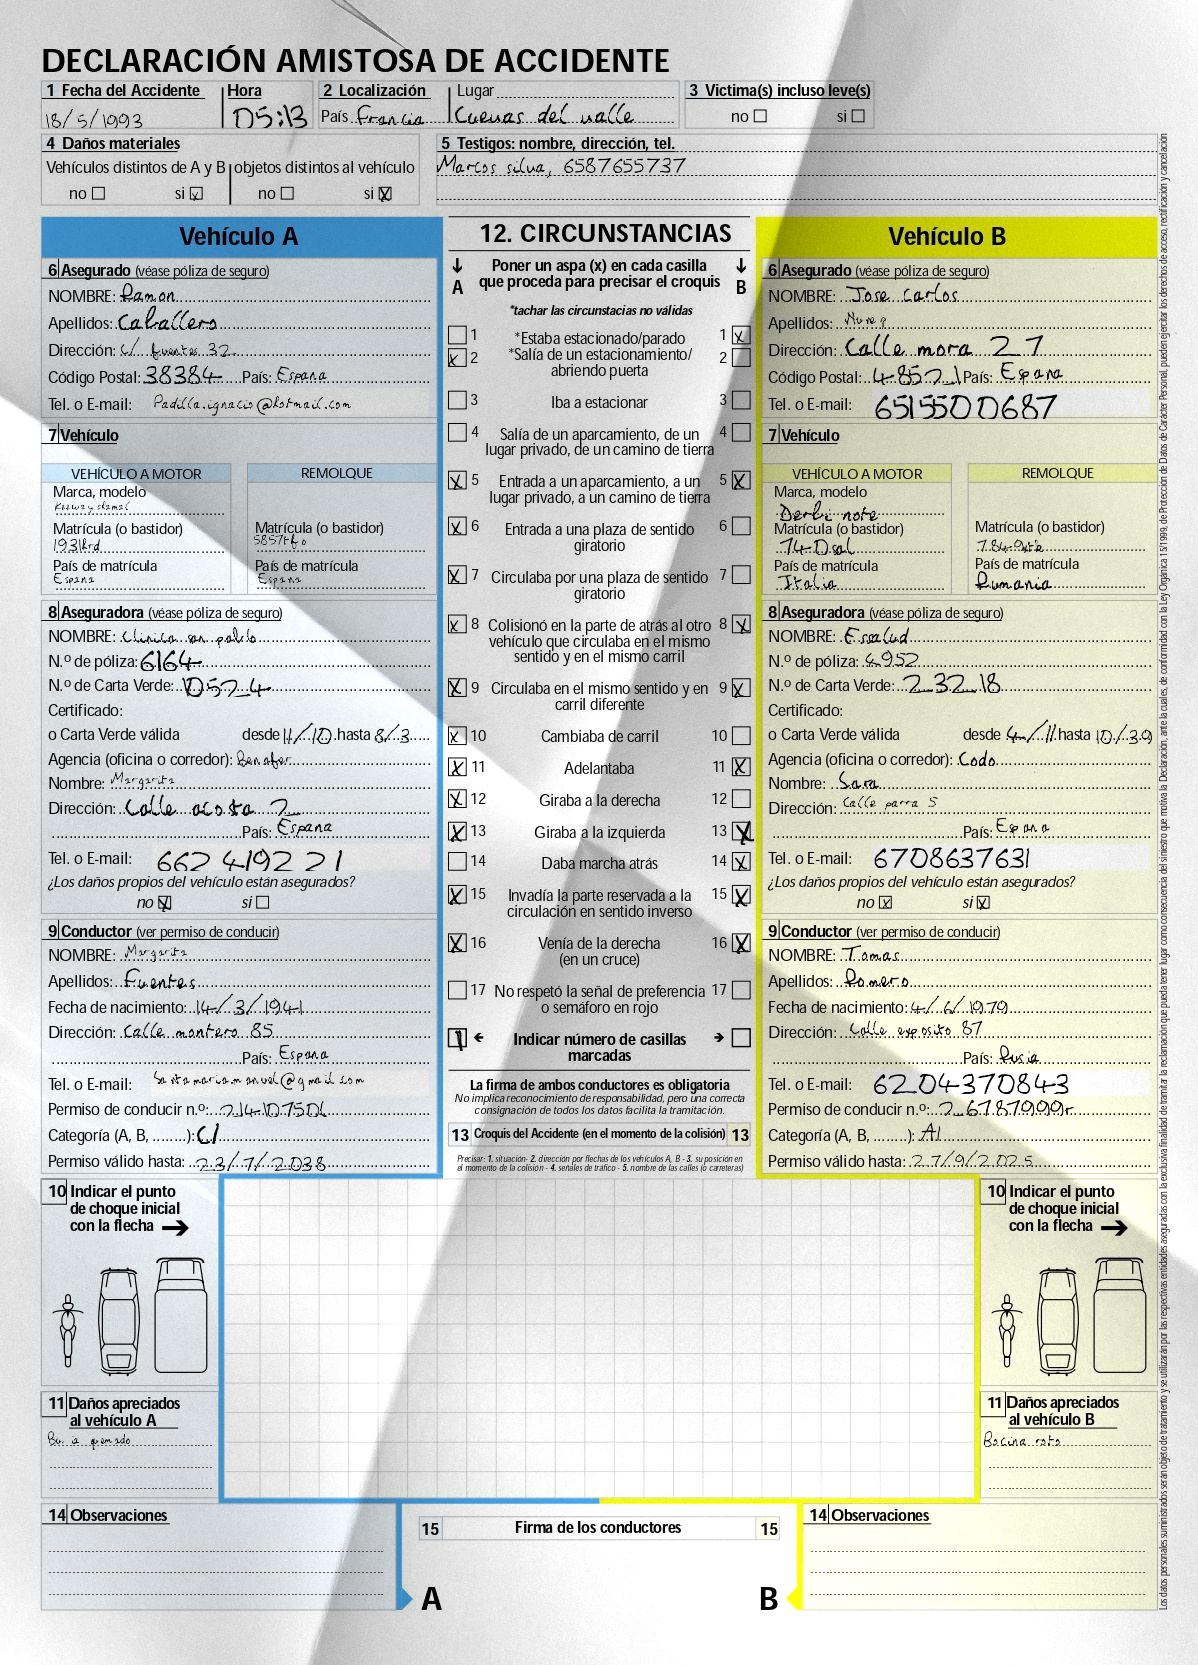 DECLARACIÓN AMISTOSA DE ACCIDENTE
1 Fecha del Accidente Hora 2 Localización Lugar 3 Victima(s) incluso leve(s)
18/5/1993 05:13 País Francia Cuevas del valle no si
4 Daños materiales 5 Testigos: nombre, dirección, tel.
Vehículos distintos de A y B objetos distintos al vehículo Marcos silva, 6587655737
no si x no si x
Vehículo A
6 Asegurado (véase póliza de seguro)
NOMBRE: Ramon
Apellidos: Caballero
Dirección: c/ fuentes 32
Código Postal: 38384 País: Espana
Tel. o E-mail: Padilla.ignacio@hotmail.com
7 Vehículo
VEHÍCULO A MOTOR REMOLQUE
Marca, modelo
Matrícula (o bastidor) Matrícula (o bastidor)
País de matrícula País de matrícula
Espana Espana
8 Aseguradora (véase póliza de seguro)
NOMBRE: Clinica san pablo
N.º de póliza: 6164
N.º de Carta Verde: 0524
Certificado:
o Carta Verde válida desde 11/10 hasta 8/3
Agencia (oficina o corredor): Benafer
Nombre: Margarita
Dirección: Calle acosta 2
País: Espana
Tel. o E-mail: 662419221
¿Los daños propios del vehículo están asegurados?
no x si
9 Conductor (ver permiso de conducir)
NOMBRE: Margarita
Apellidos: Fuentes
Fecha de nacimiento: 14/3/1941
Dirección: Calle montero 85
País: Espana
Tel. o E-mail: Santamariamanuel@gmail.com
Permiso de conducir n.º:
Categoría (A, B, ........): C1
Permiso válido hasta: 23/7/2038
12. CIRCUNSTANCIAS
A Poner un aspa (x) en cada casilla que proceda para precisar el croquis B
*tachar las circunstacias no válidas
1 *Estaba estacionado/parado 1 x
x 2 *Salía de un estacionamiento/ abriendo puerta 2
3 Iba a estacionar 3
4 Salía de un aparcamiento, de un lugar privado, de un camino de tierra 4
x 5 Entrada a un aparcamiento, a un lugar privado, a un camino de tierra 5 x
x 6 Entrada a una plaza de sentido giratorio 6
x 7 Circulaba por una plaza de sentido giratorio 7
x 8 Colisionó en la parte de atrás al otro vehículo que circulaba en el mismo sentido y en el mismo carril 8 x
x 9 Circulaba en el mismo sentido y en carril diferente 9 x
x 10 Cambiaba de carril 10
x 11 Adelantaba 11 x
x 12 Giraba a la derecha 12
x 13 Giraba a la izquierda 13 x
14 Daba marcha atrás 14 x
x 15 Invadía la parte reservada a la circulación en sentido inverso 15 x
x 16 Venía de la derecha (en un cruce) 16 x
17 No respetó la señal de preferencia o semáforo en rojo 17
Indicar número de casillas marcadas
La firma de ambos conductores es obligatoria
No implica reconocimiento de responsabilidad, pero una correcta
consignación de todos los datos facilita la tramitación.
13 Croquis del Accidente (en el momento de la colisión) 13
Precisar: 1. situación- 2. dirección por flechas de los vehículos A, B - 3. su posición en
el momento de la colisión - 4. señales de tráfico - 5. nombre de las calles (o carreteras)
Vehículo B
6 Asegurado (véase póliza de seguro)
NOMBRE: Jose Carlos
Apellidos:
Dirección: Calle mora 27
Código Postal: 48521 País: Espana
Tel. o E-mail: 6515500687
7 Vehículo
VEHÍCULO A MOTOR REMOLQUE
Marca, modelo
Derbi note
Matrícula (o bastidor) Matrícula (o bastidor)
País de matrícula País de matrícula
Italia Rumania
8 Aseguradora (véase póliza de seguro)
NOMBRE: Essalud
N.º de póliza: 4952
N.º de Carta Verde: 23218
Certificado:
o Carta Verde válida desde 4/11 hasta 10/39
Agencia (oficina o corredor): Codo
Nombre: Sara
Dirección: Calle parra 5
País: Espana
Tel. o E-mail: 6708637631
¿Los daños propios del vehículo están asegurados?
no x si x
9 Conductor (ver permiso de conducir)
NOMBRE: Tomas
Apellidos: Romero
Fecha de nacimiento: 4/6/1979
Dirección: Calle esposito 87
País: Rusia
Tel. o E-mail: 6204370843
Permiso de conducir n.º: 26787999r
Categoría (A, B, ........): A1
Permiso válido hasta: 27/9/2025
10 Indicar el punto de choque inicial con la flecha
10 Indicar el punto de choque inicial con la flecha
11 Daños apreciados al vehículo A
quemado
11 Daños apreciados al vehículo B
Bocina rota
14 Observaciones
15 Firma de los conductores 15
14 Observaciones
A B
Los datos personales suministrados serán objeto de tratamiento y se utilizarán por las respectivas entidades aseguradas con la exclusiva finalidad de tramitar la reclamación que pueda tener lugar como consecuencia del siniestro que motiva la Declaración, ante la cuales, de conformidad con la Ley Orgánica 15/1999, de Protección de Datos de Carácter Personal, pueden ejercitar los derechos de acceso, rectificación y cancelación